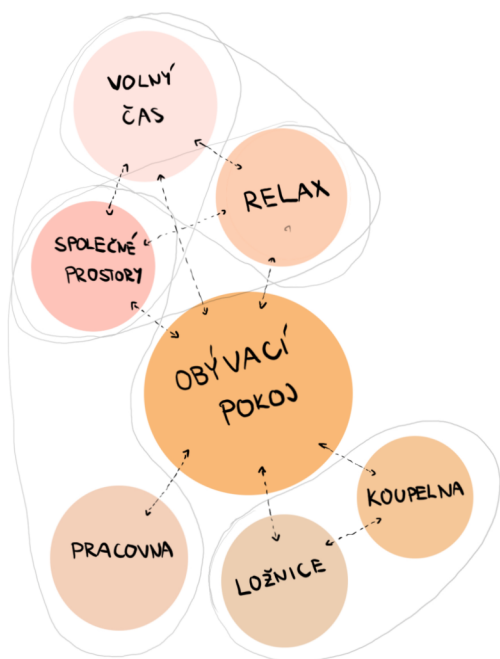 VOLNÝ
ČAS
RELAX
SPOLEČNÉ
PROSTORY
OBÝVACÍ
POKOJ
KOUPELNA
PRACOVNA
LOŽNICE